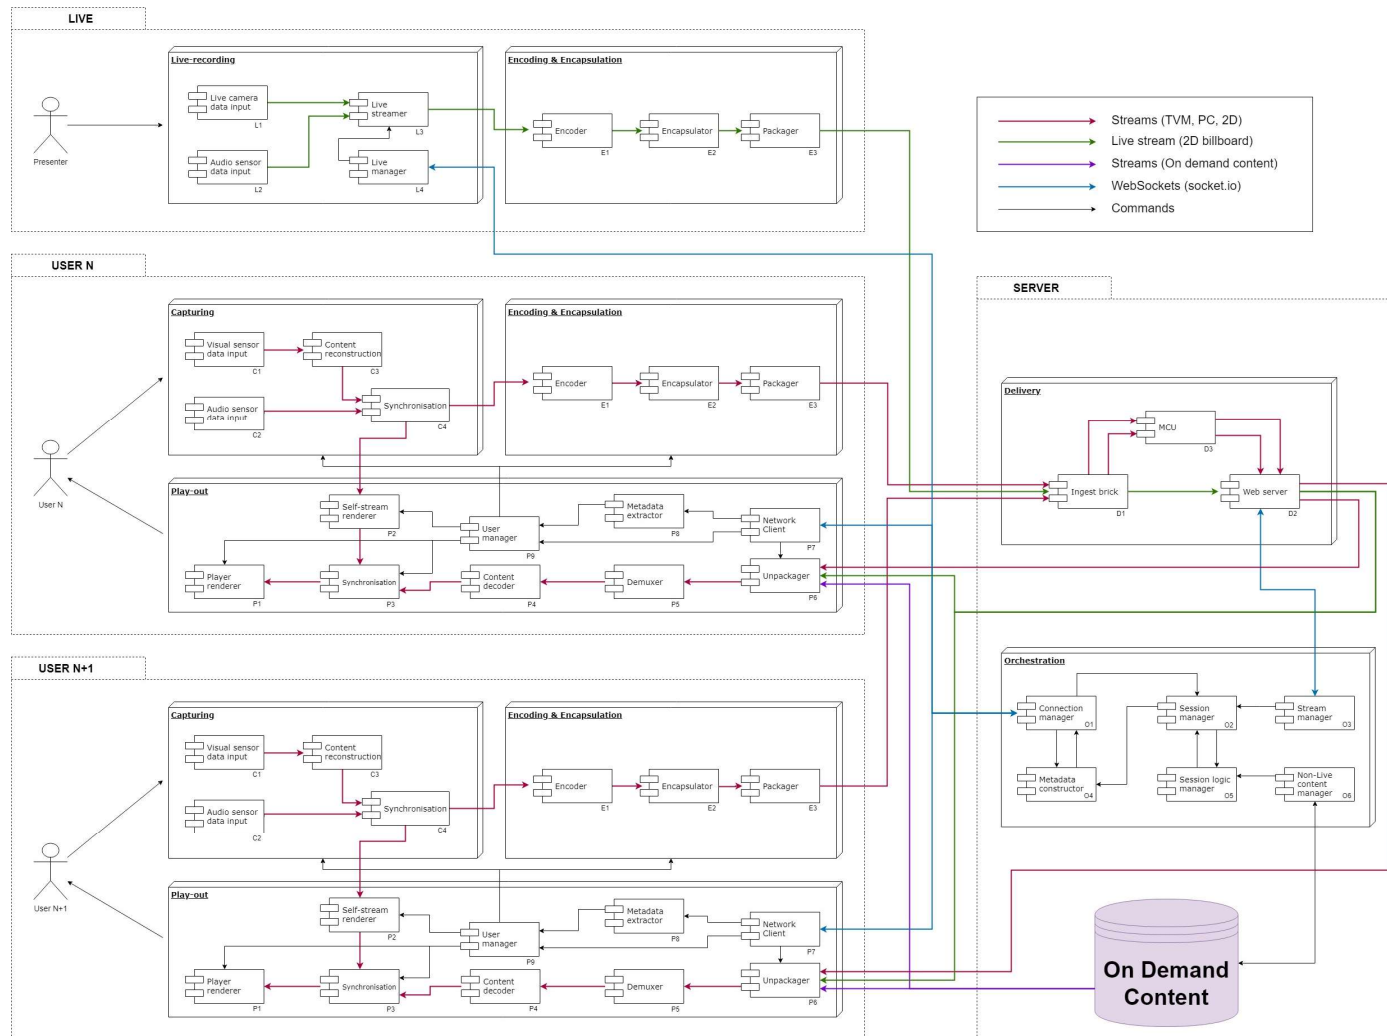 LIVE
Live-recording
Live camera
data input
L1
Live
streamer
L3
Audio sensor
data input
L2
Live
manager
L4
Presenter
Encoding & Encapsulation
Encoder
E1
Encapsulator
E2
Packager
E3
Streams (TVM, PC, 2D)
Live stream (2D billboard)
Streams (On demand content)
WebSockets (socket.io)
Commands
USER N
Capturing
Visual sensor
data input
C1
Content
reconstruction
C3
Audio sensor
data input
C2
Synchronisation
C4
Encoding & Encapsulation
Encoder
E1
Encapsulator
E2
Packager
E3
User N
Play-out
Self-stream
renderer
P2
User
manager
P9
Metadata
extractor
P8
Network
Client
P7
Player
renderer
P1
Synchronisation
P3
Content
decoder
P4
Demuxer
P5
Unpackager
P6
USER N+1
Capturing
Visual sensor
data input
C1
Content
reconstruction
C3
Audio sensor
data input
C2
Synchronisation
C4
Encoding & Encapsulation
Encoder
E1
Encapsulator
E2
Packager
E3
User N+1
Play-out
Self-stream
renderer
P2
User
manager
P9
Metadata
extractor
P8
Network
Client
P7
Player
renderer
P1
Synchronisation
P3
Content
decoder
P4
Demuxer
P5
Unpackager
P6
SERVER
Delivery
MCU
D3
Ingest brick
D1
Web server
D2
Orchestration
Connection
manager
O1
Session
manager
O2
Stream
manager
O3
Metadata
constructor
O4
Session logic
manager
O5
Non-Live
content
manager
O6
On Demand
Content